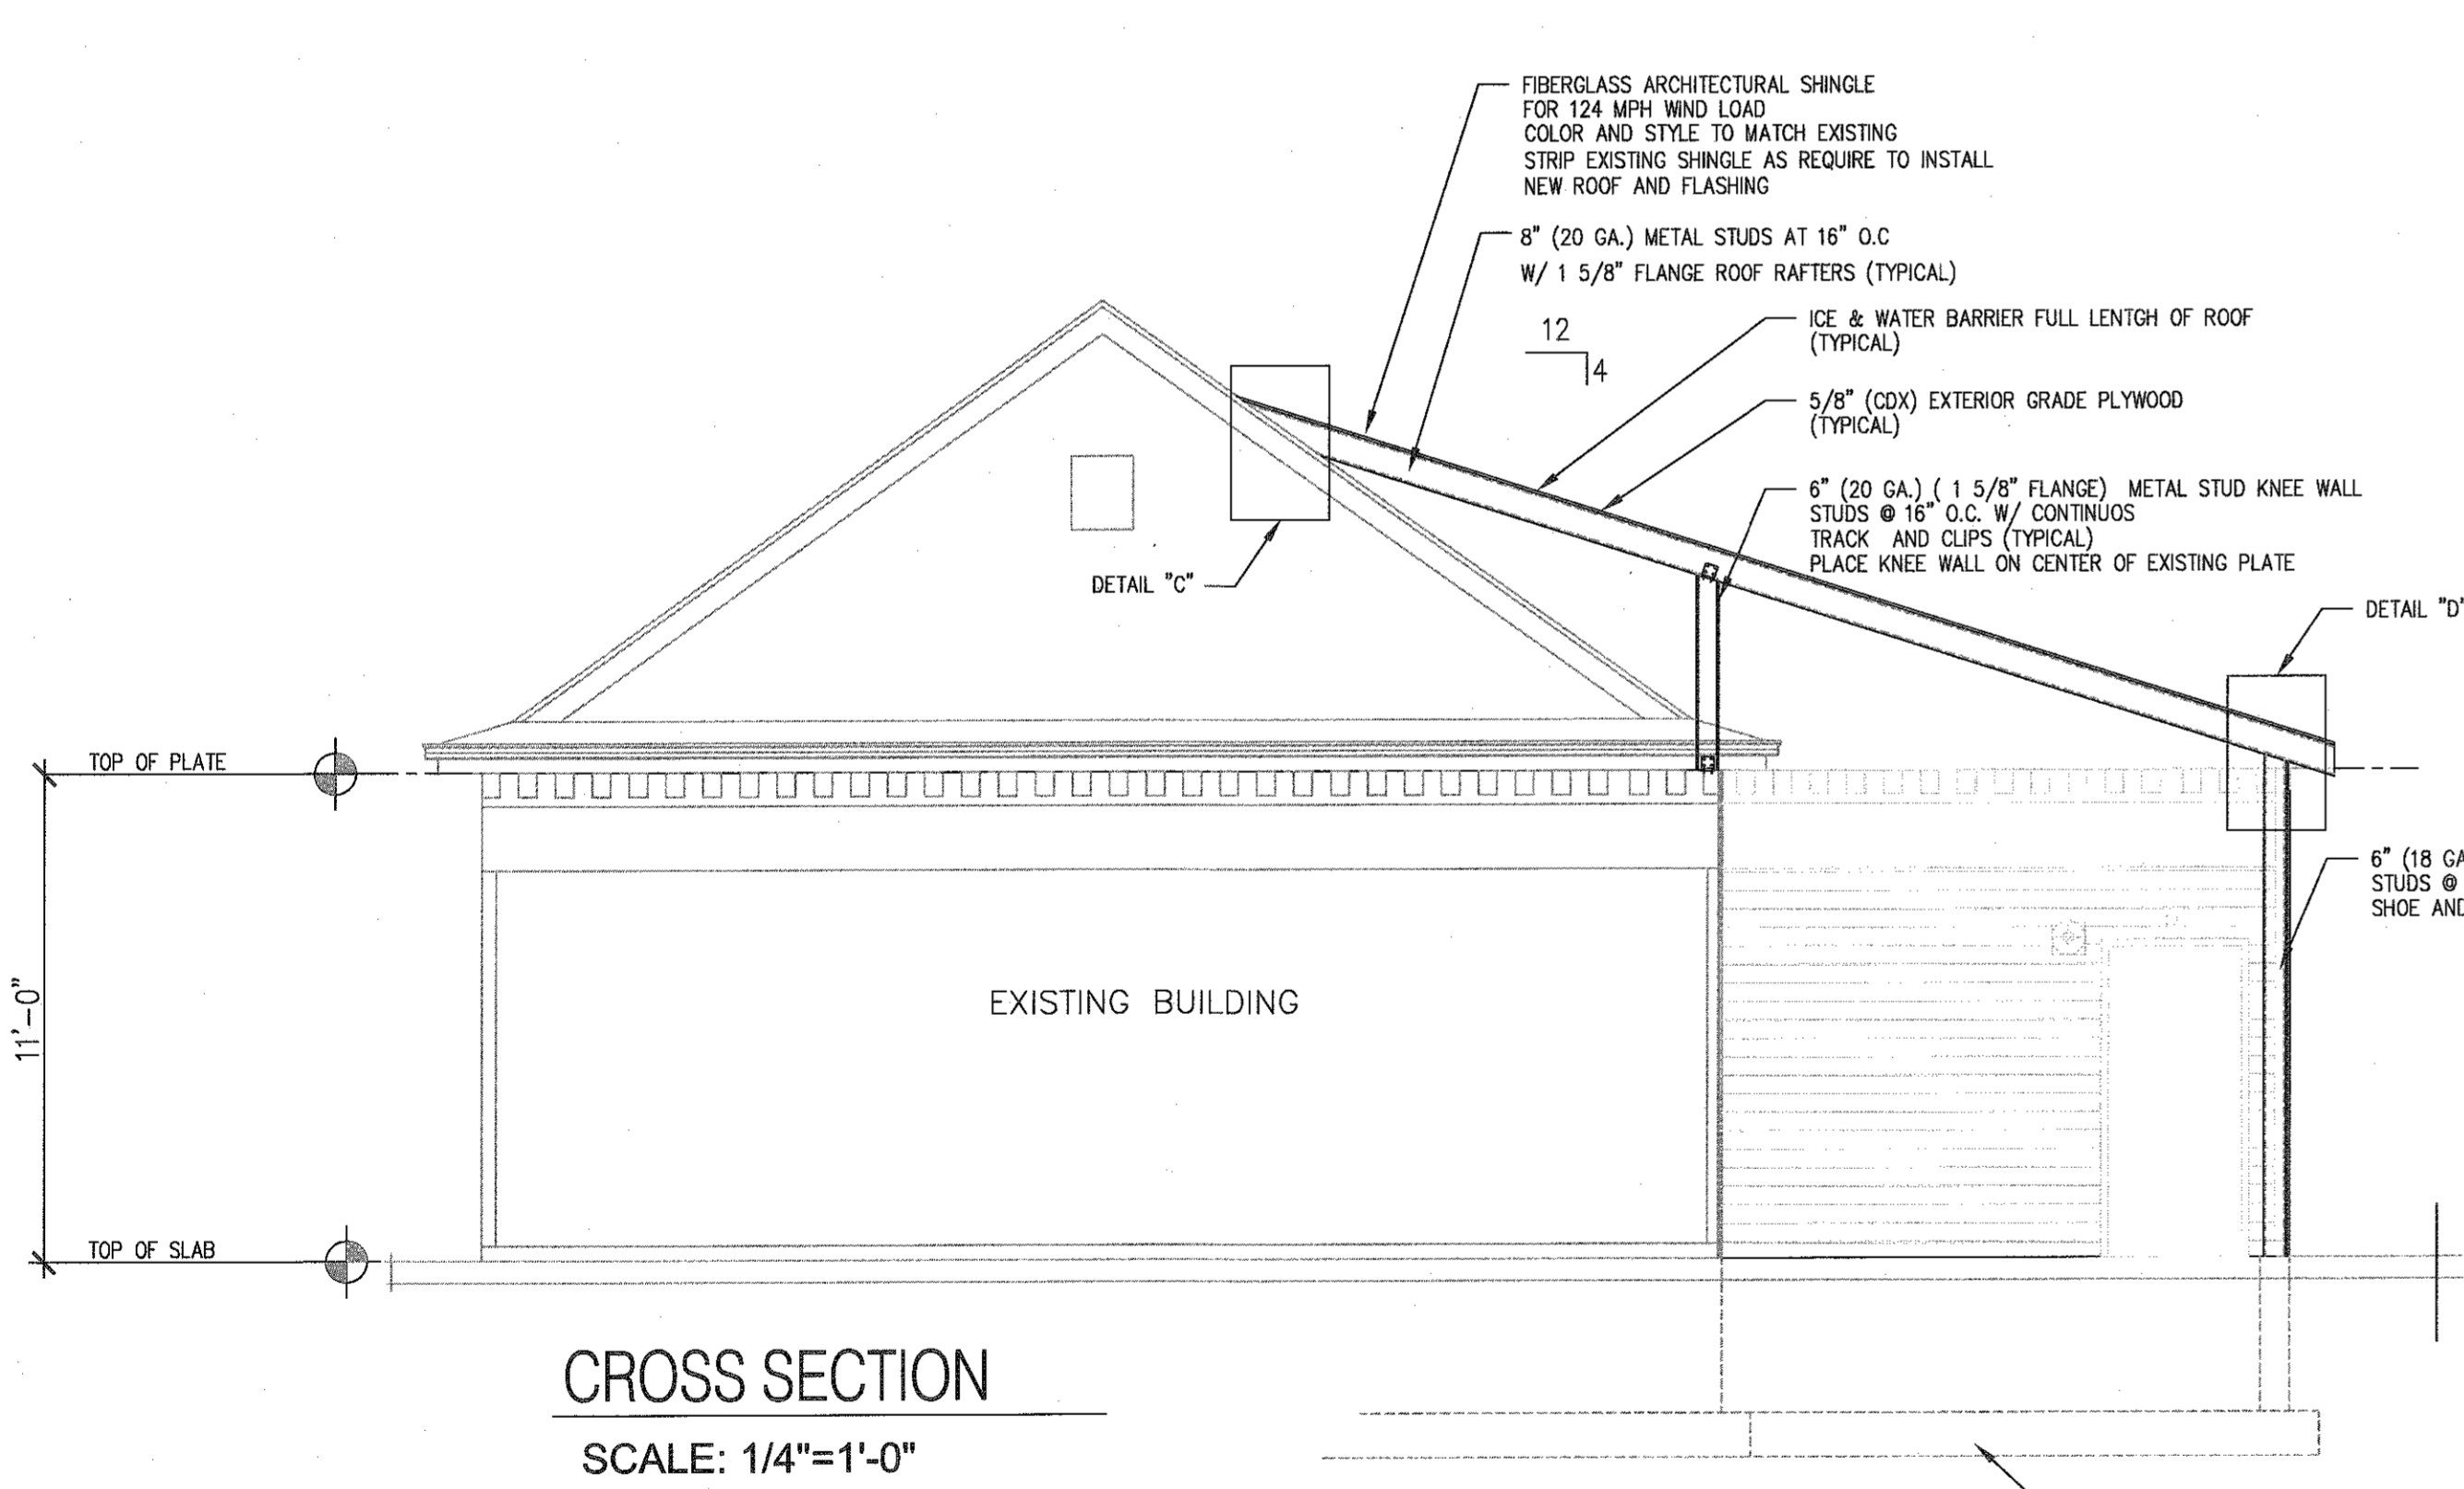 FIBERGLASS ARCHITECTURAL SHINGLE
FOR 124 MPH WIND LOAD
COLOR AND STYLE TO MATCH EXISTING
STRIP EXISTING SHINGLE AS REQUIRE TO INSTALL
NEW ROOF AND FLASHING
8" (20 GA.) METAL STUDS AT 16" O.C
W/ 1 5/8" FLANGE ROOF RAFTERS (TYPICAL)
12
4
ICE & WATER BARRIER FULL LENTGH OF ROOF
(TYPICAL)
5/8" (CDX) EXTERIOR GRADE PLYWOOD
(TYPICAL)
6" (20 GA.) ( 1 5/8" FLANGE) METAL STUD KNEE WALL
STUDS @ 16" O.C. W/ CONTINUOS
TRACK AND CLIPS (TYPICAL)
PLACE KNEE WALL ON CENTER OF EXISTING PLATE
DETAIL "C"
DETAIL "D"
TOP OF PLATE
6" (18 GA
STUDS @
SHOE AND
11'-0"
EXISTING BUILDING
TOP OF SLAB
CROSS SECTION
SCALE: 1/4"=1'-0"